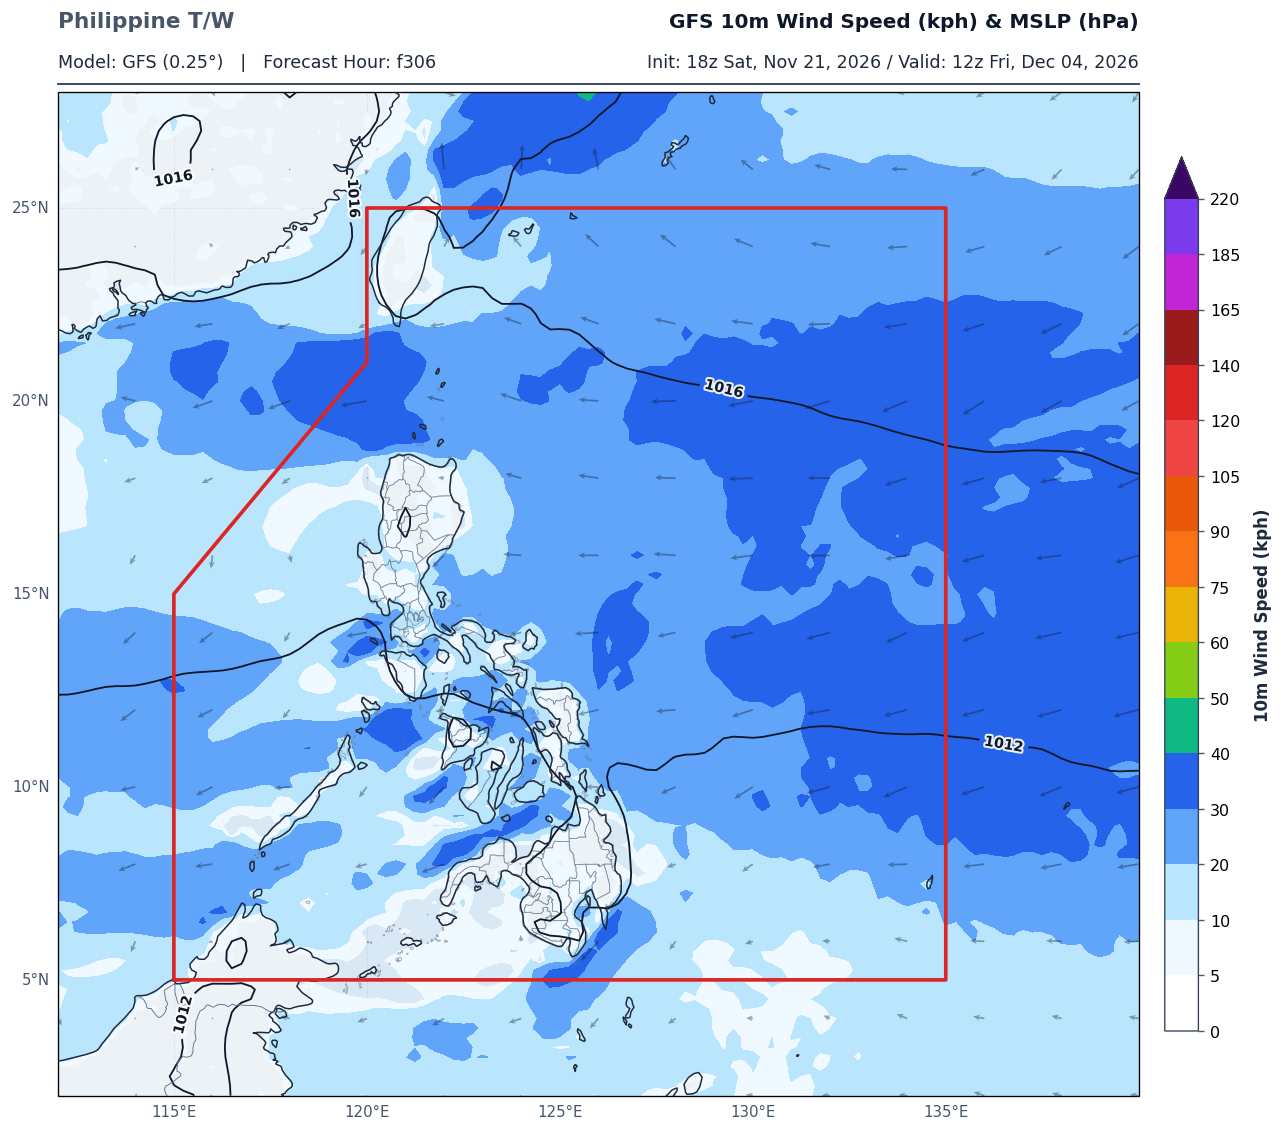 Philippine T/W
GFS 10m Wind Speed (kph) & MSLP (hPa)
Model: GFS (0.25°)   |   Forecast Hour: f306
Init: 18z Sat, Nov 21, 2026 / Valid: 12z Fri, Dec 04, 2026
1016
1016
1016
1012
1012
25°N
20°N
15°N
10°N
5°N
115°E
120°E
125°E
130°E
135°E
220
185
165
140
120
105
90
75
60
50
40
30
20
10
5
0
10m Wind Speed (kph)